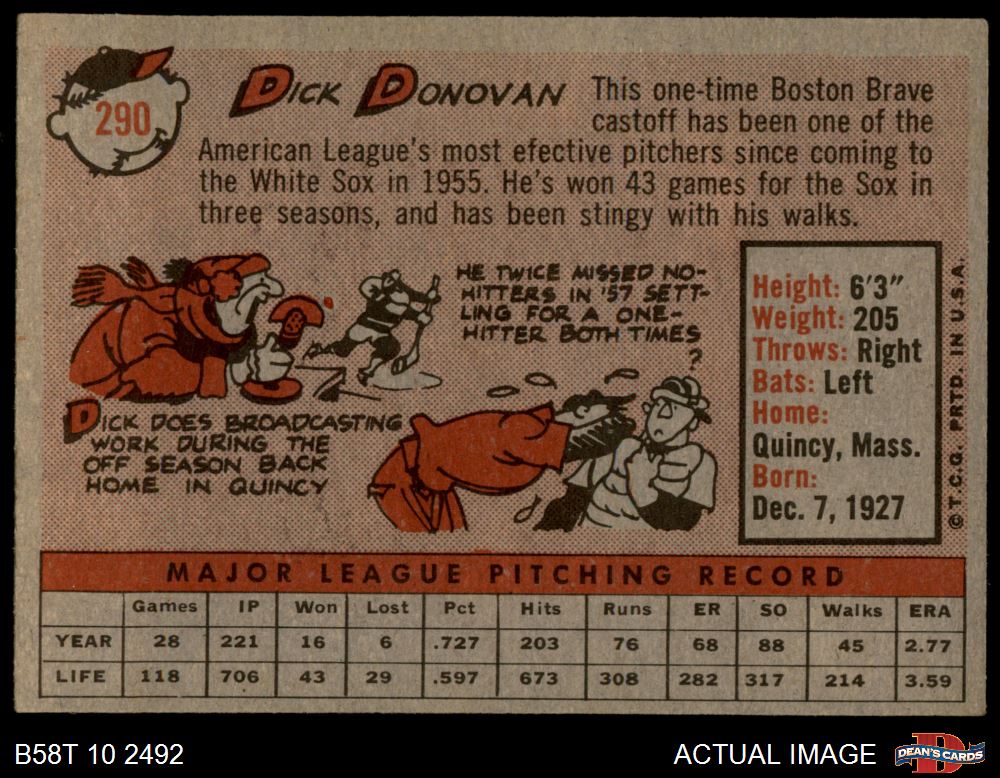 290
DICK DONOVAN
This one-time Boston Brave
castoff has been one of the
American League's most efective pitchers since coming to
the White Sox in 1955. He's won 43 games for the Sox in
three seasons, and has been stingy with his walks.
HE TWICE MISSED NO-
HITTERS IN '57 SETT-
LING FOR A ONE-
HITTER BOTH TIMES
?
DICK DOES BROADCASTING
WORK DURING THE
OFF SEASON BACK
HOME IN QUINCY
Height: 6'3"
Weight: 205
Throws: Right
Bats: Left
Home:
Quincy, Mass.
Born:
Dec. 7, 1927
© T.C.G. PRTD. IN U.S.A.
MAJOR LEAGUE PITCHING RECORD
Games IP Won Lost Pct Hits Runs ER SO Walks ERA
YEAR 28 221 16 6 .727 203 76 68 88 45 2.77
LIFE 118 706 43 29 .597 673 308 282 317 214 3.59
B58T 10 2492
ACTUAL IMAGE
DEAN'S CARDS